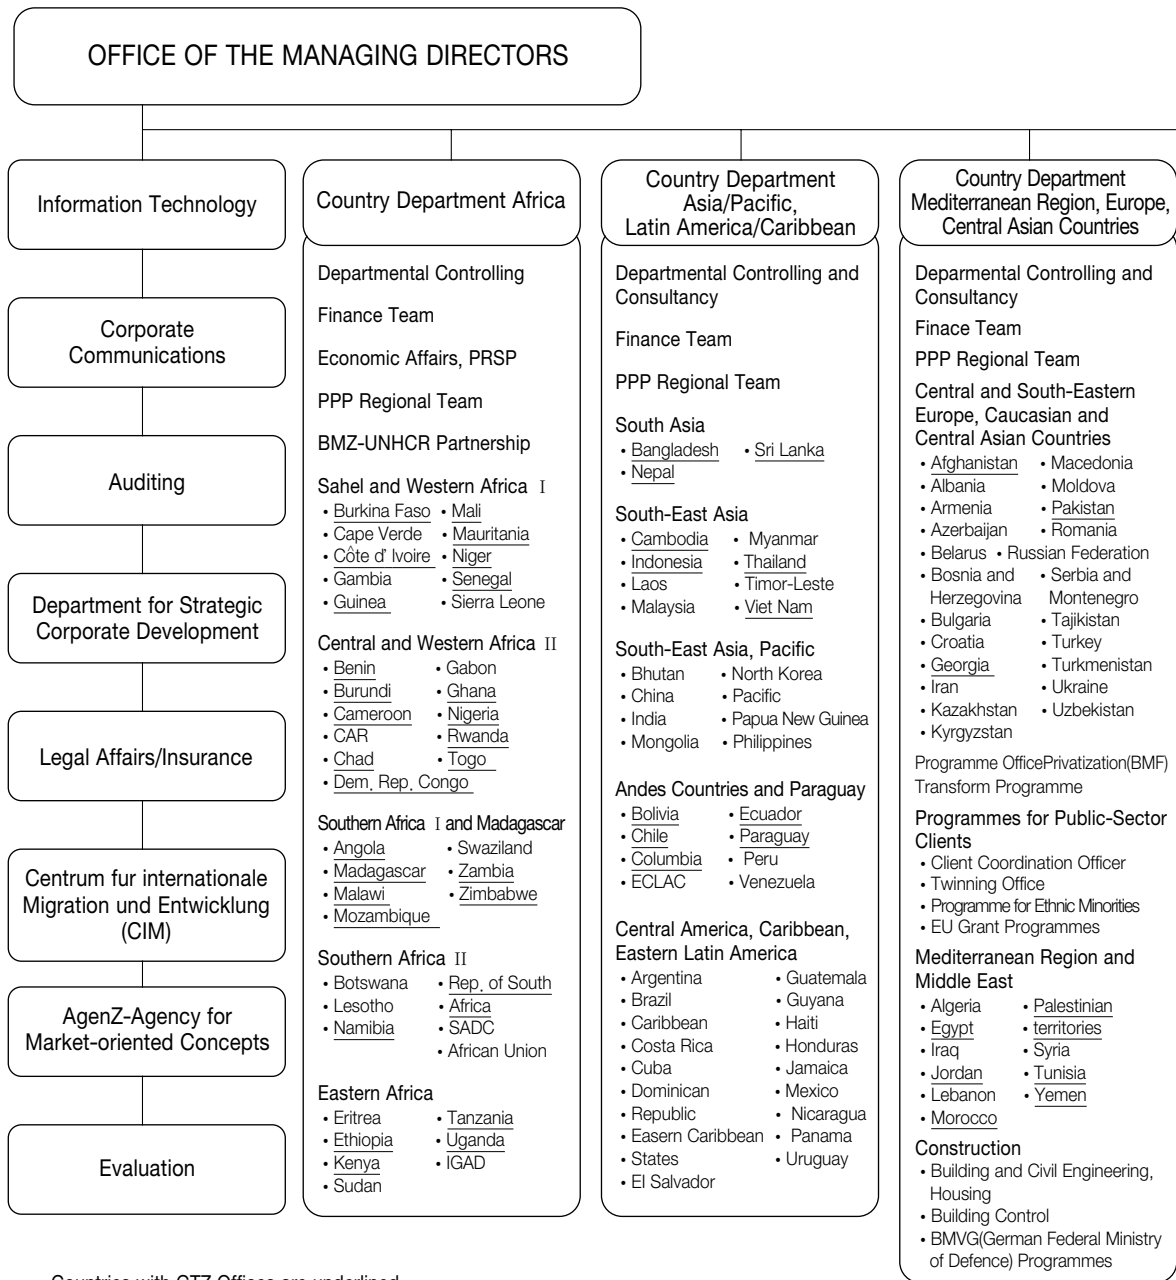 OFFICE OF THE MANAGING DIRECTORS
Information Technology
Corporate
Communications
Auditing
Department for Strategic
Corporate Development
Legal Affairs/Insurance
Centrum fur internationale
Migration und Entwicklung
(CIM)
AgenZ-Agency for
Market-oriented Concepts
Evaluation
Country Department Africa
Departmental Controlling
Finance Team
Economic Affairs, PRSP
PPP Regional Team
BMZ-UNHCR Partnership
Sahel and Western Africa Ⅰ
• Burkina Faso • Mali
• Cape Verde • Mauritania
• Côte d' Ivoire • Niger
• Gambia • Senegal
• Guinea • Sierra Leone
Central and Western Africa Ⅱ
• Benin • Gabon
• Burundi • Ghana
• Cameroon • Nigeria
• CAR • Rwanda
• Chad • Togo
• Dem. Rep. Congo
Southern Africa Ⅰ and Madagascar
• Angola • Swaziland
• Madagascar • Zambia
• Malawi • Zimbabwe
• Mozambique
Southern Africa Ⅱ
• Botswana • Rep. of South
• Lesotho • Africa
• Namibia • SADC
• African Union
Eastern Africa
• Eritrea • Tanzania
• Ethiopia • Uganda
• Kenya • IGAD
• Sudan
Country Department
Asia/Pacific,
Latin America/Caribbean
Departmental Controlling and
Consultancy
Finance Team
PPP Regional Team
South Asia
• Bangladesh • Sri Lanka
• Nepal
South-East Asia
• Cambodia • Myanmar
• Indonesia • Thailand
• Laos • Timor-Leste
• Malaysia • Viet Nam
South-East Asia, Pacific
• Bhutan • North Korea
• China • Pacific
• India • Papua New Guinea
• Mongolia • Philippines
Andes Countries and Paraguay
• Bolivia • Ecuador
• Chile • Paraguay
• Columbia • Peru
• ECLAC • Venezuela
Central America, Caribbean,
Eastern Latin America
• Argentina • Guatemala
• Brazil • Guyana
• Caribbean • Haiti
• Costa Rica • Honduras
• Cuba • Jamaica
• Dominican • Mexico
• Republic • Nicaragua
• Easern Caribbean • Panama
• States • Uruguay
• El Salvador
Country Department
Mediterranean Region, Europe,
Central Asian Countries
Deparmental Controlling and
Consultancy
Finace Team
PPP Regional Team
Central and South-Eastern
Europe, Caucasian and
Central Asian Countries
• Afghanistan • Macedonia
• Albania • Moldova
• Armenia • Pakistan
• Azerbaijan • Romania
• Belarus • Russian Federation
• Bosnia and • Serbia and
Herzegovina Montenegro
• Bulgaria • Tajikistan
• Croatia • Turkey
• Georgia • Turkmenistan
• Iran • Ukraine
• Kazakhstan • Uzbekistan
• Kyrgyzstan
Programme OfficePrivatization(BMF)
Transform Programme
Programmes for Public-Sector
Clients
• Client Coordination Officer
• Twinning Office
• Programme for Ethnic Minorities
• EU Grant Programmes
Mediterranean Region and
Middle East
• Algeria • Palestinian
• Egypt • territories
• Iraq • Syria
• Jordan • Tunisia
• Lebanon • Yemen
• Morocco
Construction
• Building and Civil Engineering,
Housing
• Building Control
• BMVG(German Federal Ministry
of Defence) Programmes
Countries with GTZ Offices are underlined